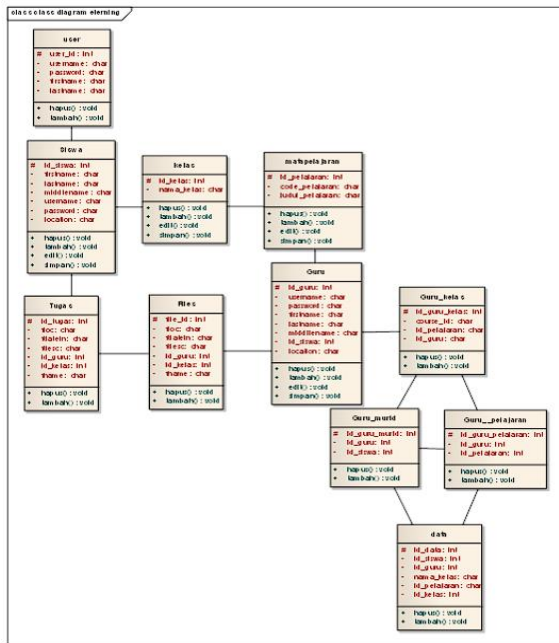 class class diagram elerning
user
# user_id: int
- username: char
- password: char
- firstname: char
- lastname: char
+ hapus() : void
+ tambah() : void
Siswa
# id_siswa: int
- firstname: char
- lastname: char
- middlename: char
- username: char
- password: char
- location: char
+ hapus() : void
+ tambah() : void
+ edit() : void
+ simpan() : void
kelas
# id_kelas: int
- nama_kelas: char
+ hapus() : void
+ tambah() : void
+ edit() : void
+ simpan() : void
matapelajaran
# id_pelajaran: int
- code_pelajaran: char
- judul_pelajaran: char
+ hapus() : void
+ tambah() : void
+ edit() : void
+ simpan() : void
Tugas
# id_tugas: int
- floc: char
- fdatein: char
- fdesc: char
- id_guru: int
- id_kelas: int
- fname: char
+ hapus() : void
+ tambah() : void
Files
# file_id: int
- floc: char
- fdatein: char
- fdesc: char
- id_guru: int
- id_kelas: int
- fname: char
+ hapus() : void
+ tambah() : void
Guru
# id_guru: int
- username: char
- password: char
- firstname: char
- lastname: char
- middlename: char
- id_siswa: int
- location: char
+ hapus() : void
+ tambah() : void
+ edit() : void
+ simpan() : void
Guru_kelas
# id_guru_kelas: int
- course_id: char
- id_pelajaran: char
- id_guru: char
+ hapus() : void
+ tambah() : void
Guru_murid
# id_guru_murid: int
- id_guru: int
- id_siswa: int
+ hapus() : void
+ tambah() : void
Guru__pelajaran
# id_guru_pelajaran: int
- id_guru: int
- id_pelajaran: int
+ hapus() : void
+ tambah() : void
data
# id_data: int
- id_siswa: int
- id_guru: int
- nama_kelas: char
- id_pelajaran: char
- id_kelas: int
+ hapus() : void
+ tambah() : void